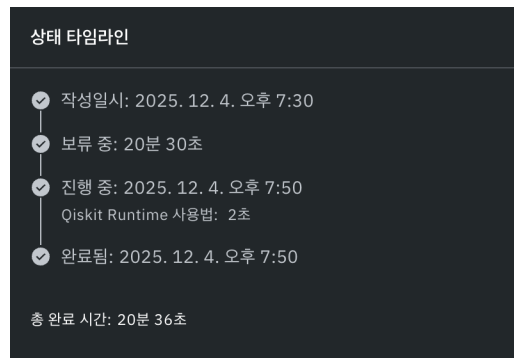 상태 타임라인
작성일시: 2025. 12. 4. 오후 7:30
보류 중: 20분 30초
진행 중: 2025. 12. 4. 오후 7:50
Qiskit Runtime 사용법: 2초
완료됨: 2025. 12. 4. 오후 7:50
총 완료 시간: 20분 36초